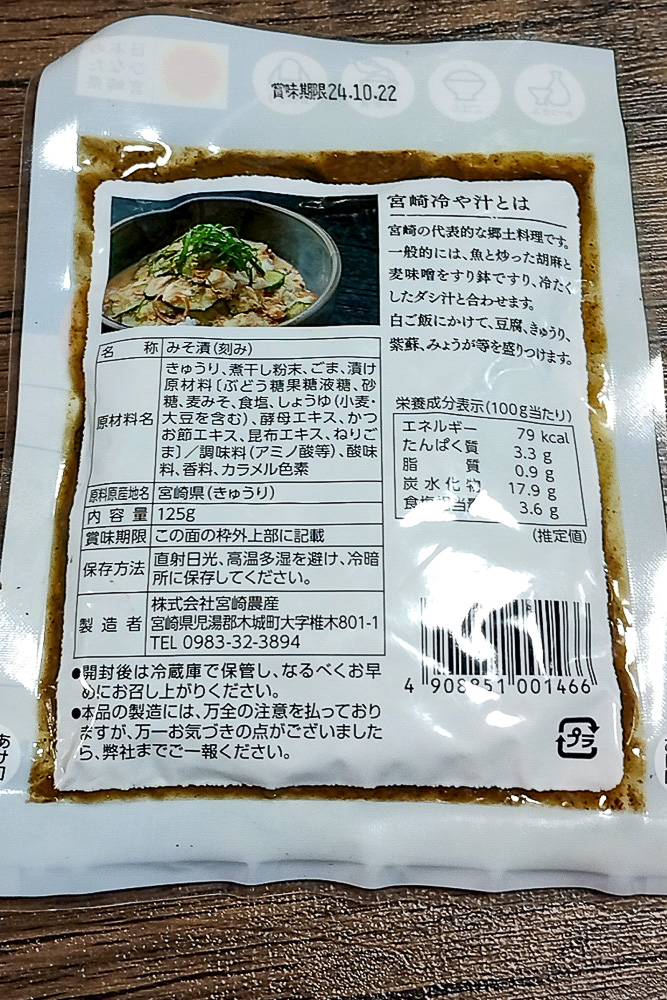 賞味期限24.10.22
宮崎冷や汁とは
宮崎の代表的な郷土料理です。
一般的には、魚と炒った胡麻と
麦味噌をすり鉢ですり、冷たく
したダシ汁と合わせます。
白ご飯にかけて、豆腐、きゅうり、
紫蘇、みょうが等を盛りつけます。
名 称 みそ漬(刻み)
原材料名 きゅうり、煮干し粉末、ごま、漬け
原材料〔ぶどう糖果糖液糖、砂
糖、麦みそ、食塩、しょうゆ(小麦・
大豆を含む)、酵母エキス、かつ
お節エキス、昆布エキス、ねりご
ま〕／調味料(アミノ酸等)、酸味
料、香料、カラメル色素
原料原産地名 宮崎県(きゅうり)
内容量 125g
賞味期限 この面の枠外上部に記載
保存方法 直射日光、高温多湿を避け、冷暗
所に保存してください。
製造者 株式会社宮崎農産
宮崎県児湯郡木城町大字椎木801-1
TEL 0983-32-3894
●開封後は冷蔵庫で保管し、なるべくお早
めにお召し上がりください。
●本品の製造には、万全の注意を払っており
ますが、万一お気づきの点がございました
ら、弊社までご一報ください。
栄養成分表示(100g当たり)
エネルギー 79 kcal
たんぱく質 3.3 g
脂 質 0.9 g
炭水化物 17.9 g
食塩相当量 3.6 g
(推定値)
4 908851 001466
プラ